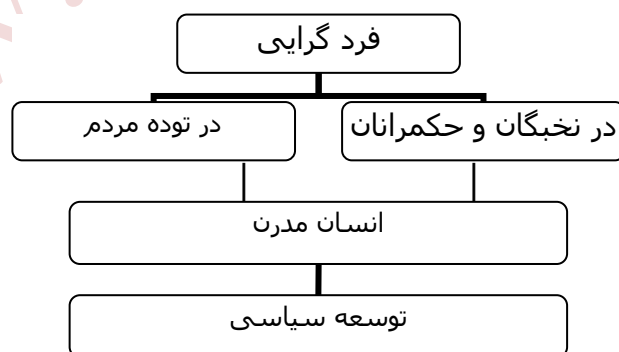 فرد گرایی
در نخبگان و حکمرانان
در توده مردم
انسان مدرن
توسعه سیاسی